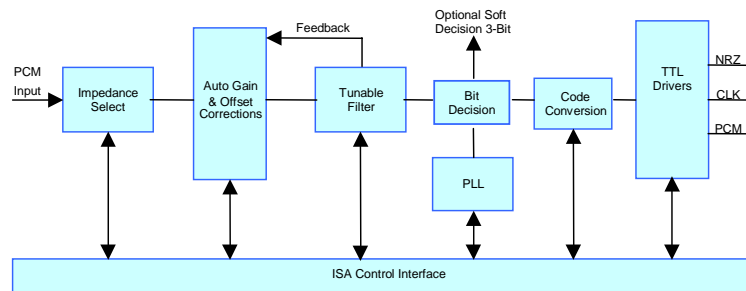 Optional Soft
Decision 3-Bit
Feedback
PCM
Input
Impedance
Select
Auto Gain
& Offset
Corrections
Tunable
Filter
Bit
Decision
Code
Conversion
TTL
Drivers
NRZ
CLK
PCM
PLL
ISA Control Interface